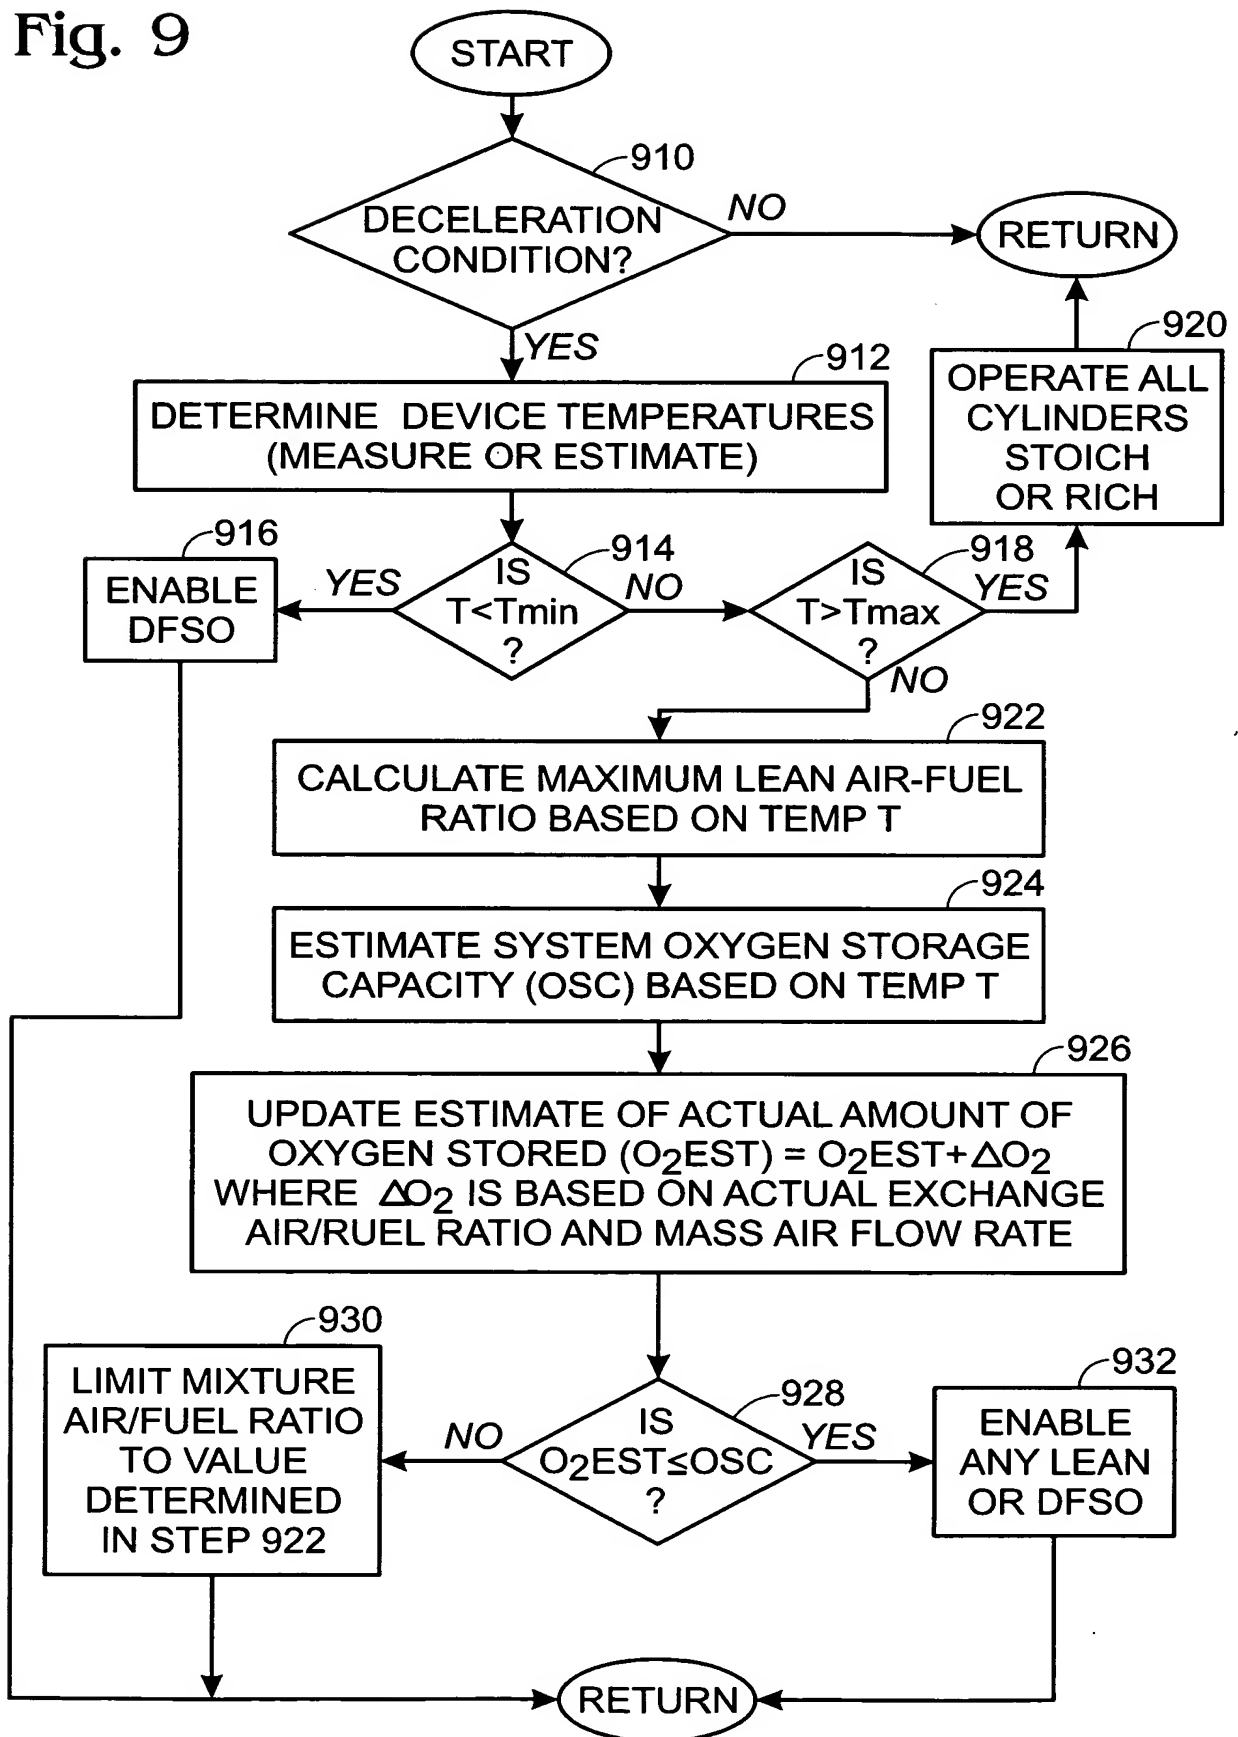 Fig. 9
START
910
DECELERATION
CONDITION?
NO
RETURN
YES
912
DETERMINE DEVICE TEMPERATURES
(MEASURE OR ESTIMATE)
920
OPERATE ALL
CYLINDERS
STOICH
OR RICH
916
ENABLE
DFSO
YES
914
IS
T<Tmin
?
NO
918
IS
T>Tmax
?
YES
NO
922
CALCULATE MAXIMUM LEAN AIR-FUEL
RATIO BASED ON TEMP T
924
ESTIMATE SYSTEM OXYGEN STORAGE
CAPACITY (OSC) BASED ON TEMP T
926
UPDATE ESTIMATE OF ACTUAL AMOUNT OF
OXYGEN STORED (O₂EST) = O₂EST+ΔO₂
WHERE ΔO₂ IS BASED ON ACTUAL EXCHANGE
AIR/RUEL RATIO AND MASS AIR FLOW RATE
930
LIMIT MIXTURE
AIR/FUEL RATIO
TO VALUE
DETERMINED
IN STEP 922
NO
928
IS
O₂EST≤OSC
?
YES
932
ENABLE
ANY LEAN
OR DFSO
RETURN